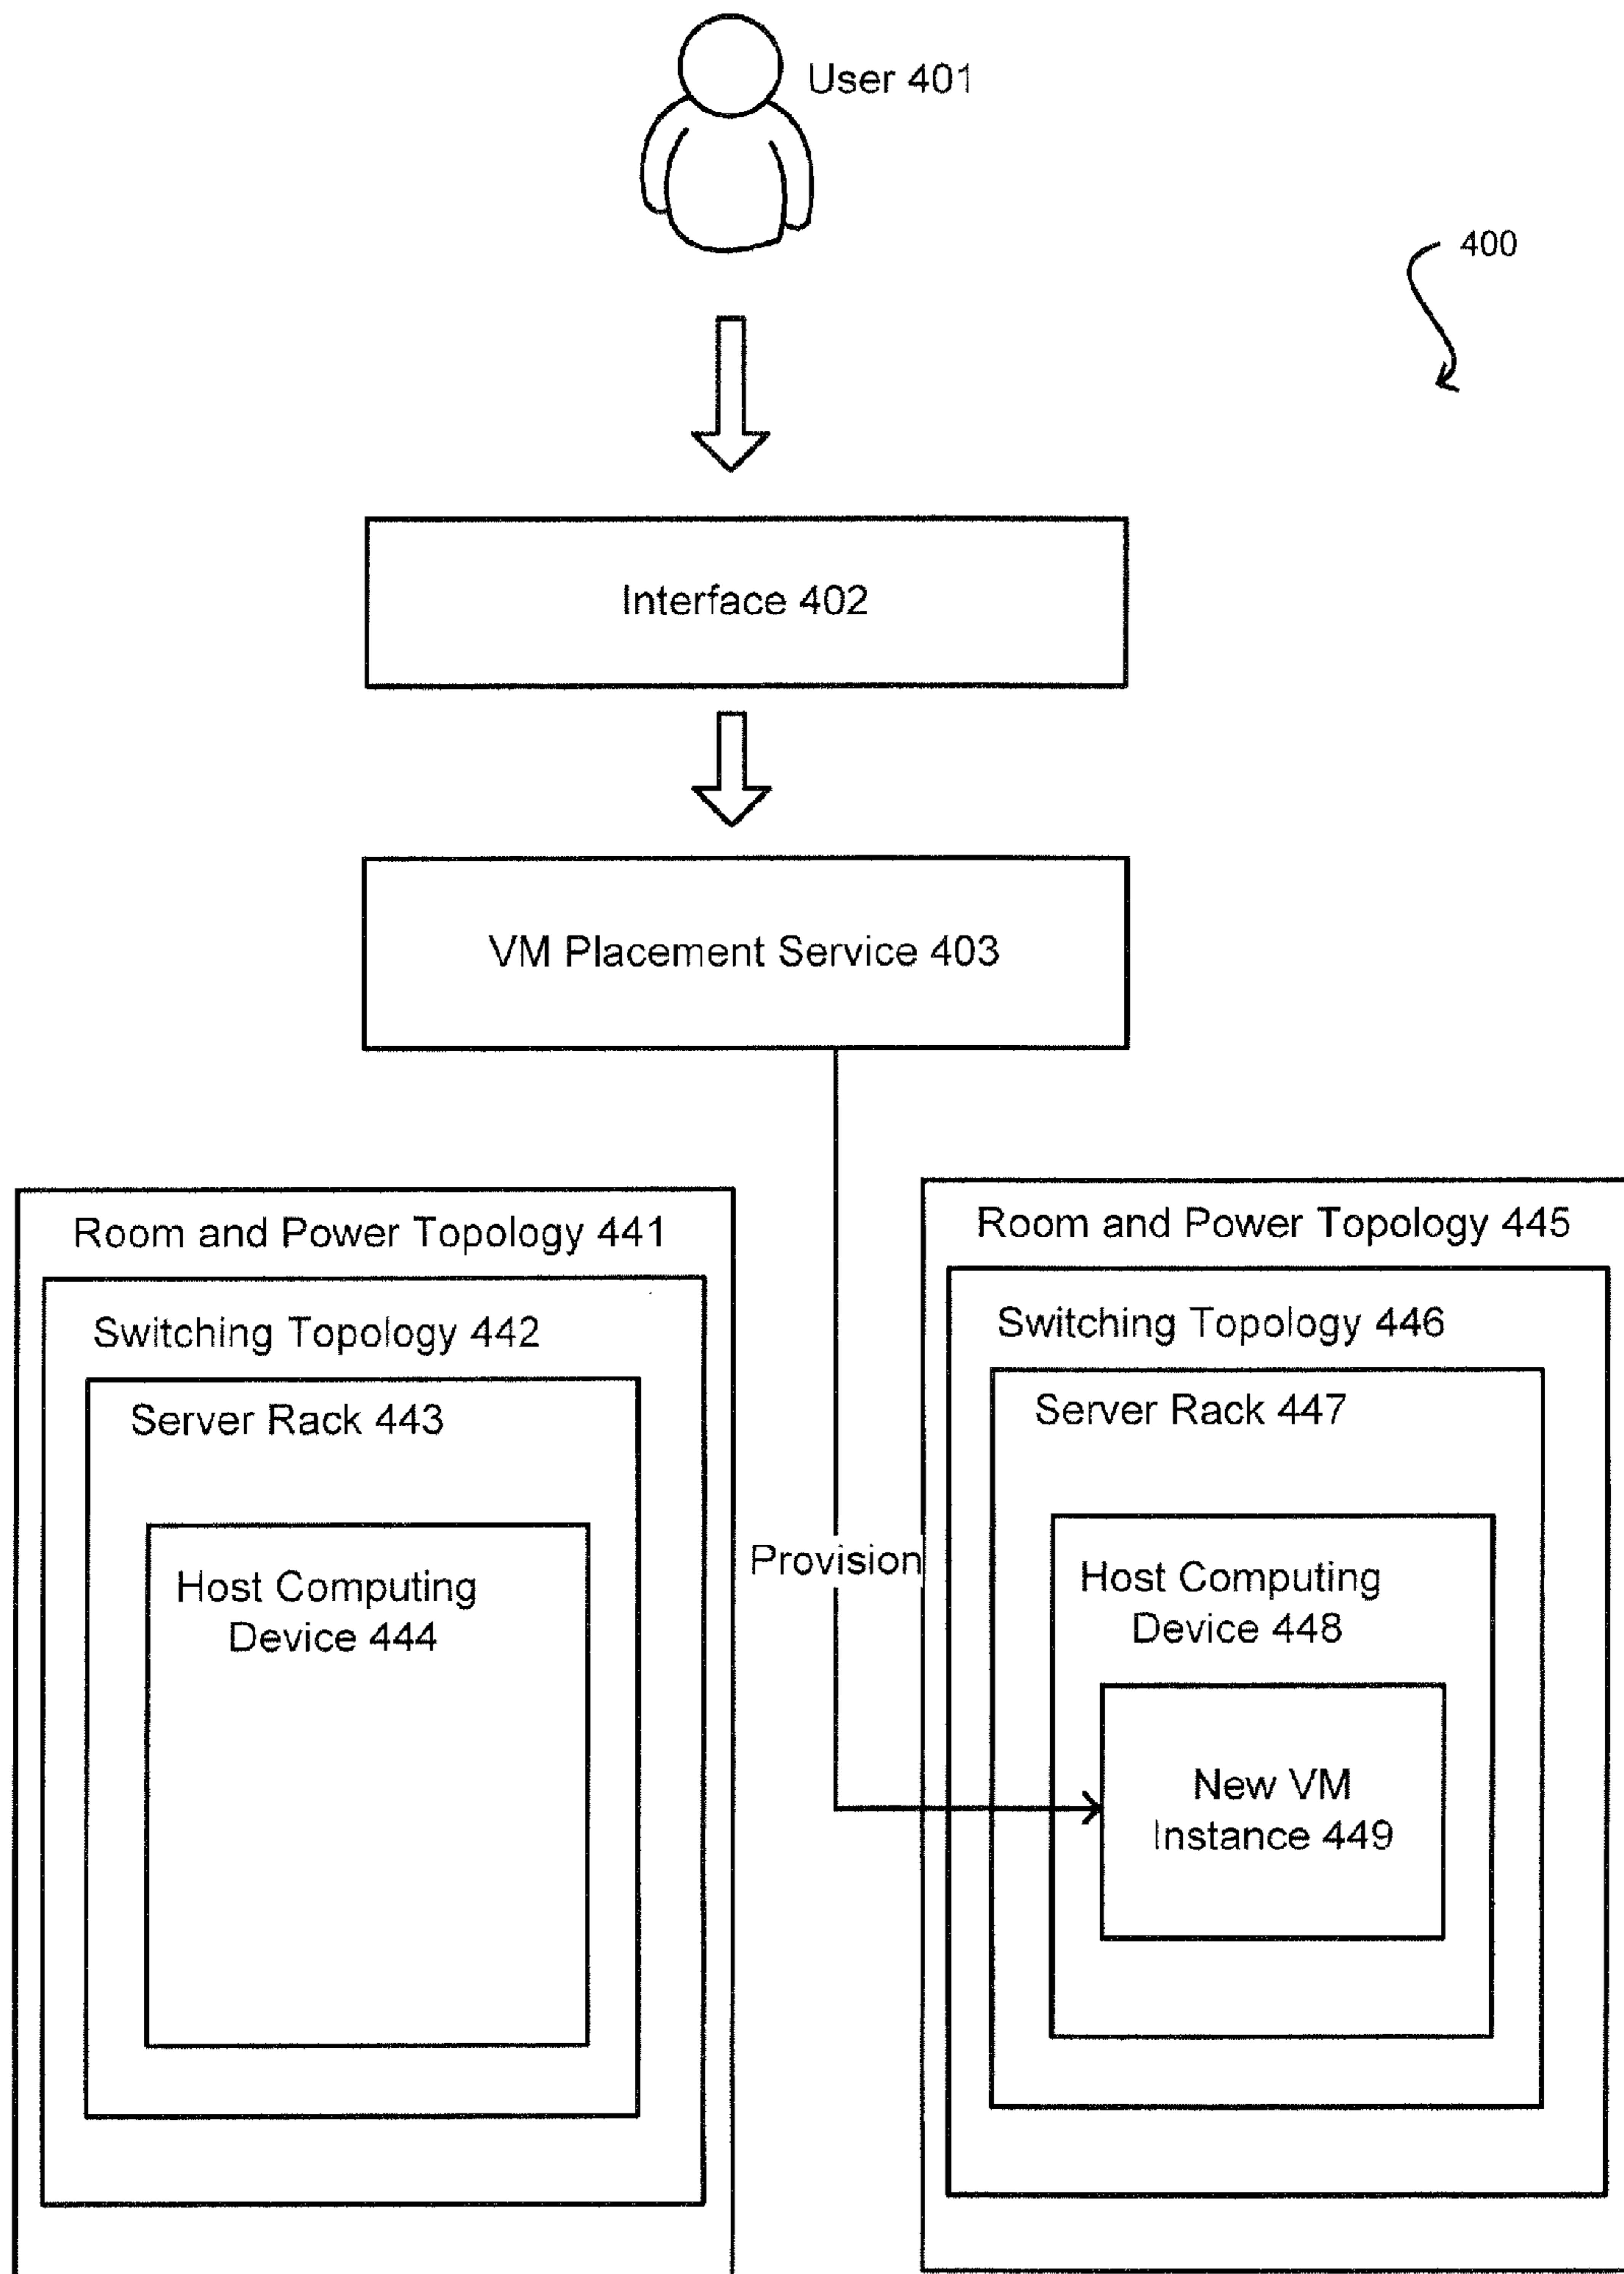 User 401
400
Interface 402
VM Placement Service 403
Room and Power Topology 441
Switching Topology 442
Server Rack 443
Host Computing
Device 444
Provision
Room and Power Topology 445
Switching Topology 446
Server Rack 447
Host Computing
Device 448
New VM
Instance 449